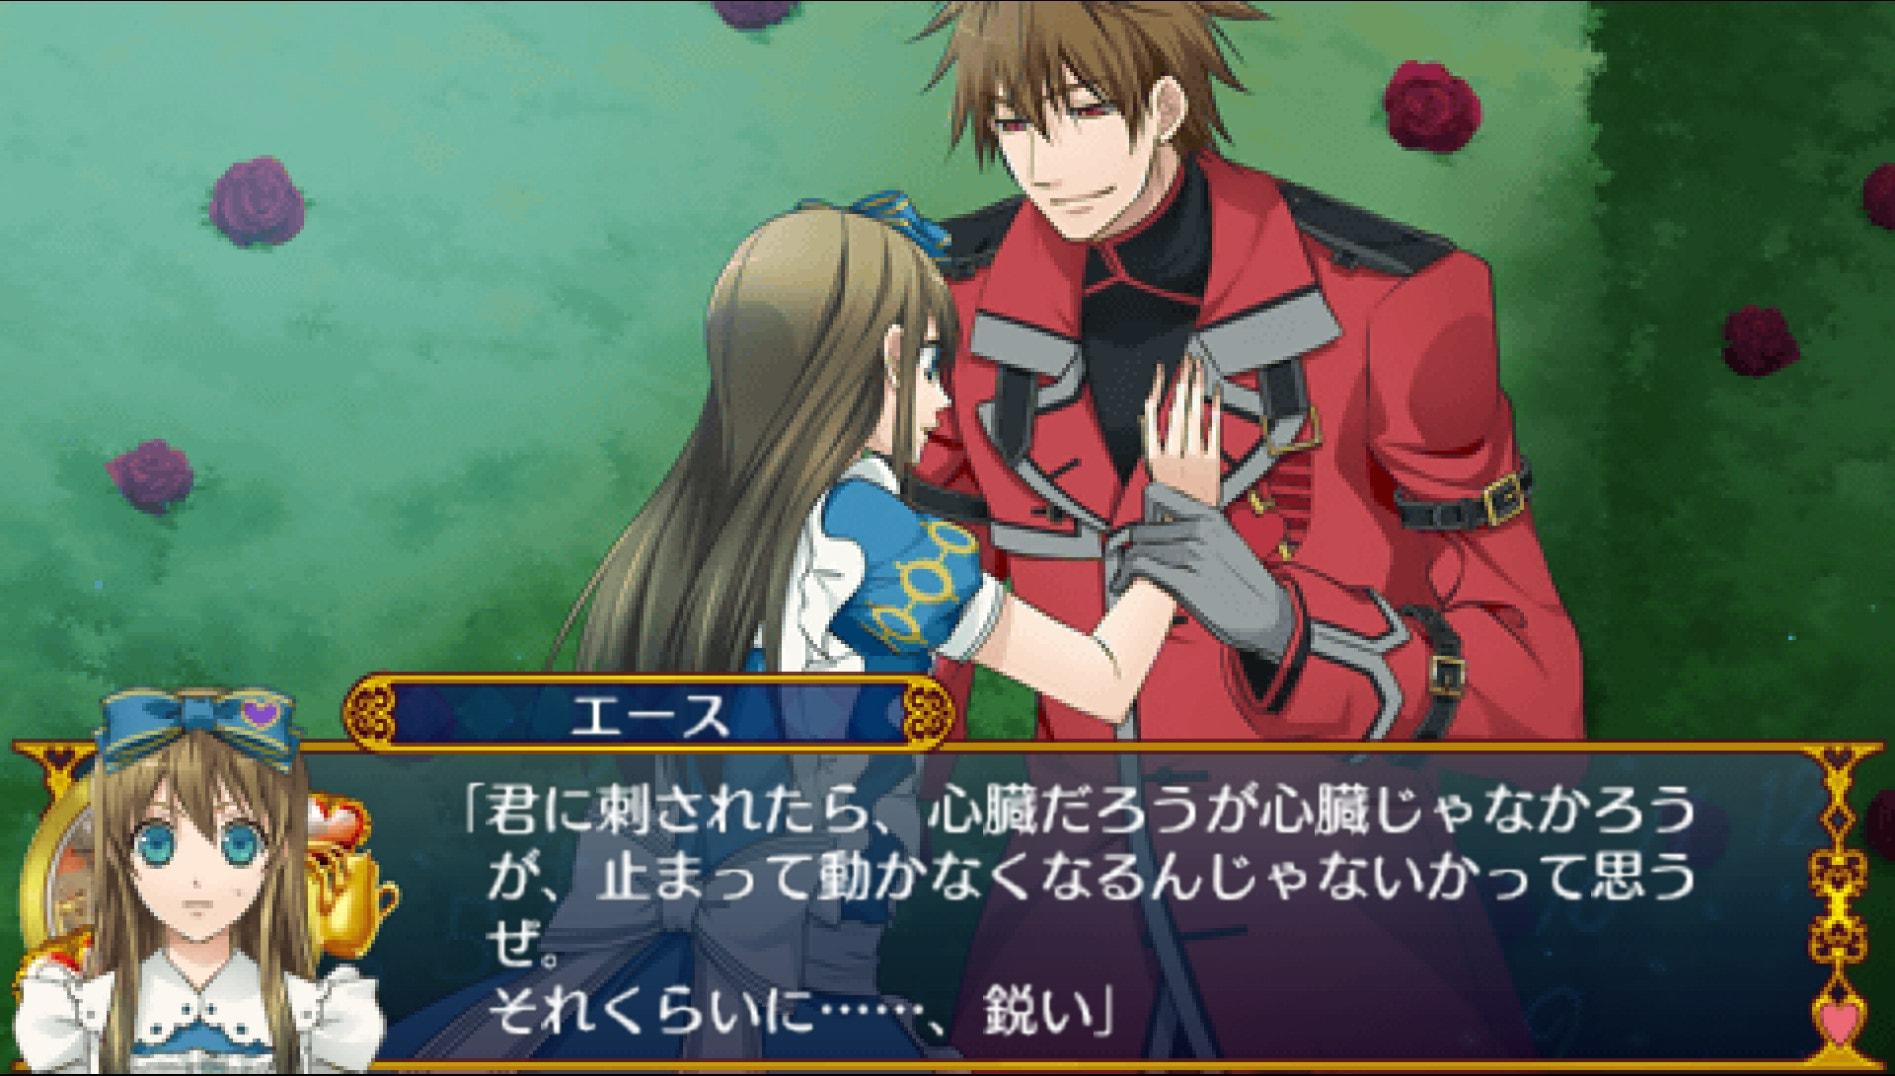 エース
「君に刺されたら、心臓だろうが心臓じゃなかろう
が、止まって動かなくなるんじゃないかって思う
ぜ。
それくらいに……、鋭い」